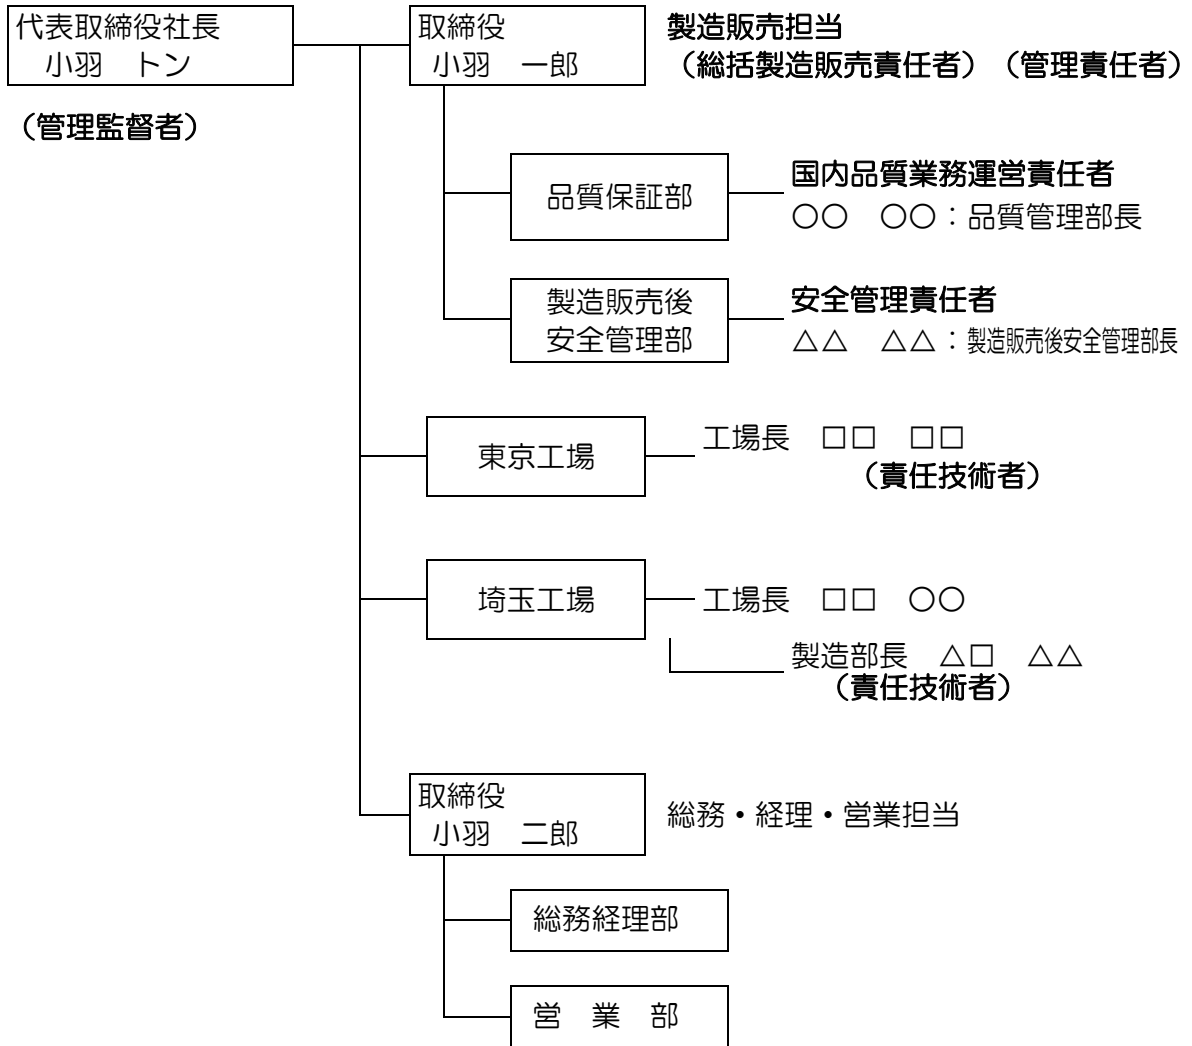 代表取締役社長
小羽　トン
（管理監督者）
取締役
小羽　一郎
製造販売担当
（総括製造販売責任者）（管理責任者）
品質保証部
国内品質業務運営責任者
○○　○○：品質管理部長
製造販売後
安全管理部
安全管理責任者
△△　△△：製造販売後安全管理部長
東京工場
工場長　□□　□□
（責任技術者）
埼玉工場
工場長　□□　○○
製造部長　△□　△△
（責任技術者）
取締役
小羽　二郎
総務・経理・営業担当
総務経理部
営　業　部